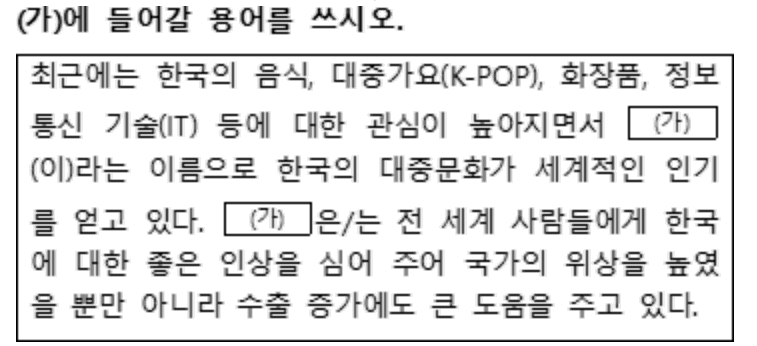 (가)에 들어갈 용어를 쓰시오.
최근에는 한국의 음식, 대중가요(K-POP), 화장품, 정보
통신 기술(IT) 등에 대한 관심이 높아지면서 (가)
(이)라는 이름으로 한국의 대중문화가 세계적인 인기
를 얻고 있다. (가) 은/는 전 세계 사람들에게 한국
에 대한 좋은 인상을 심어 주어 국가의 위상을 높였
을 뿐만 아니라 수출 증가에도 큰 도움을 주고 있다.